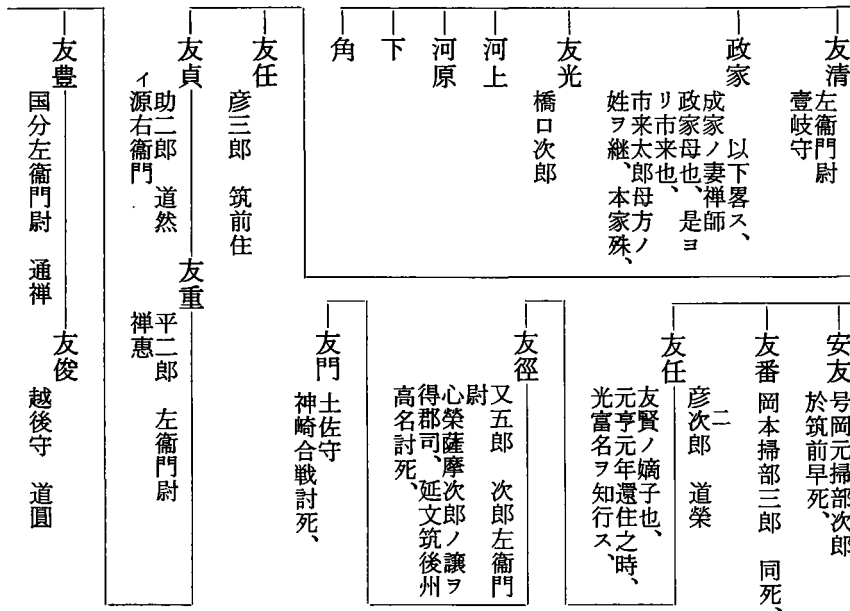 友清
左衞門尉
壹岐守
政家
以下畧ス、
成家ノ妻禅師
政家母也、是ヨ
リ市来也、
市来太郎母方ノ
姓ヲ継、本家殊、
友光
橋口次郎
河上
河原
下
角
友任
彦三郎　筑前住
友貞
助二郎　道然
イ源右衞門
友重
平二郎　左衞門尉
禅惠
友豊
国分左衞門尉　通禅
友俊
越後守　道圓
安友
号岡元掃部次郎
於筑前早死、
友番
岡本掃部三郎　同死、
友任
二
彦次郎　道榮
友賢ノ嫡子也、
元亨元年還住之時、
光富名ヲ知行ス、
友徑
又五郎　次郎左衞門
尉
心榮薩摩次郎ノ譲ヲ
得郡司、延文筑後州
高名討死、
友門
土佐守
神崎合戰討死、